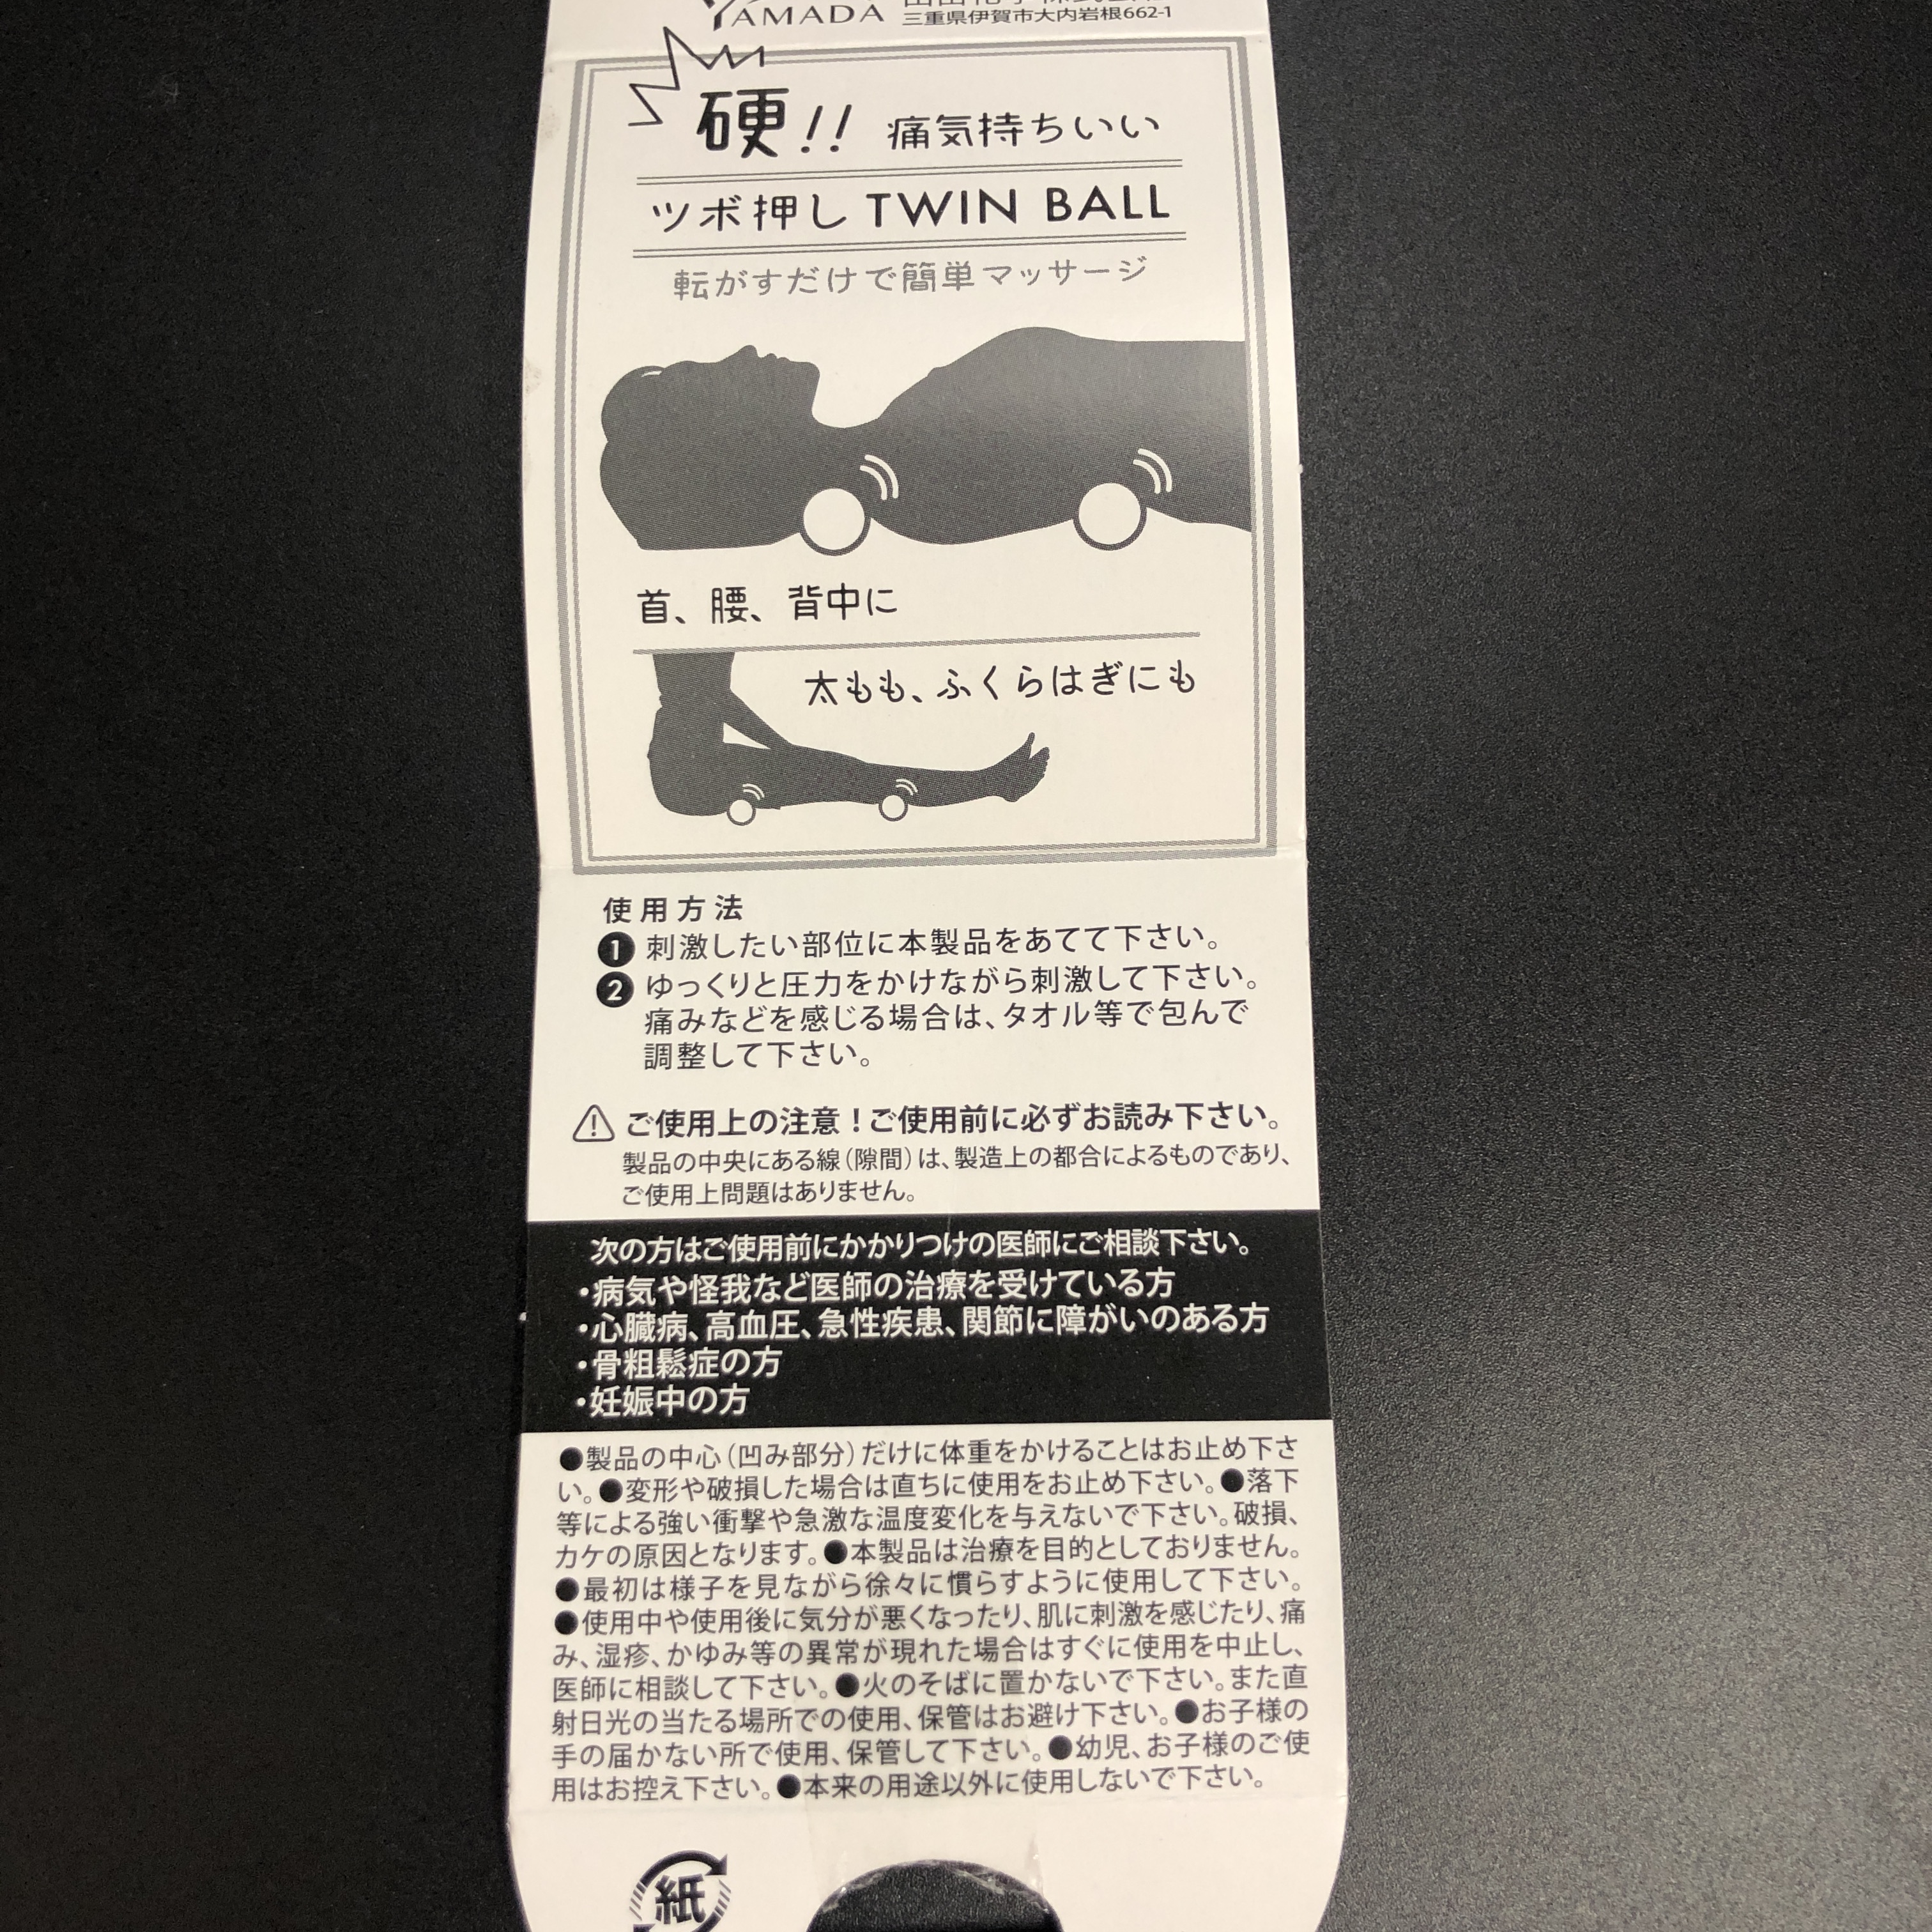 YAMADA
三重県伊賀市大内岩根662-1
硬!! 痛気持ちいい
ツボ押し TWIN BALL
転がすだけで簡単マッサージ
首、腰、背中に
太もも、ふくらはぎにも
使用方法
1 刺激したい部位に本製品をあてて下さい。
2 ゆっくりと圧力をかけながら刺激して下さい。
痛みなどを感じる場合は、タオル等で包んで
調整して下さい。
ご使用上の注意!ご使用前に必ずお読み下さい。
製品の中央にある線(隙間)は、製造上の都合によるものであり、
ご使用上問題はありません。
次の方はご使用前にかかりつけの医師にご相談下さい。
・病気や怪我など医師の治療を受けている方
・心臓病、高血圧、急性疾患、関節に障がいのある方
・骨粗鬆症の方
・妊娠中の方
●製品の中心(凹み部分)だけに体重をかけることはお止め下さ
い。●変形や破損した場合は直ちに使用をお止め下さい。●落下
等による強い衝撃や急激な温度変化を与えないで下さい。破損、
カケの原因となります。●本製品は治療を目的としておりません。
●最初は様子を見ながら徐々に慣らすように使用して下さい。
●使用中や使用後に気分が悪くなったり、肌に刺激を感じたり、痛
み、湿疹、かゆみ等の異常が現れた場合はすぐに使用を中止し、
医師に相談して下さい。●火のそばに置かないで下さい。また直
射日光の当たる場所での使用、保管はお避け下さい。●お子様の
手の届かない所で使用、保管して下さい。●幼児、お子様のご使
用はお控え下さい。●本来の用途以外に使用しないで下さい。
紙